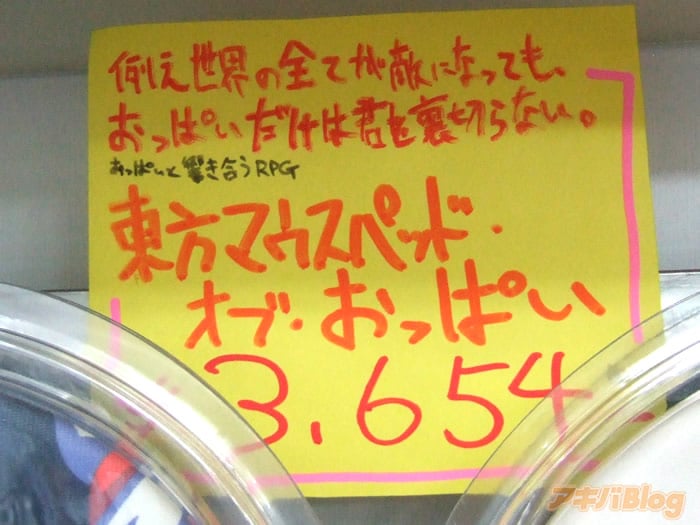 例え世界の全てが敵になっても、
おっぱいだけは君を裏切らない。
おっぱいと響き合うRPG
東方マウスペッド・
オブ・おっぱい
3,654
アキバBlog